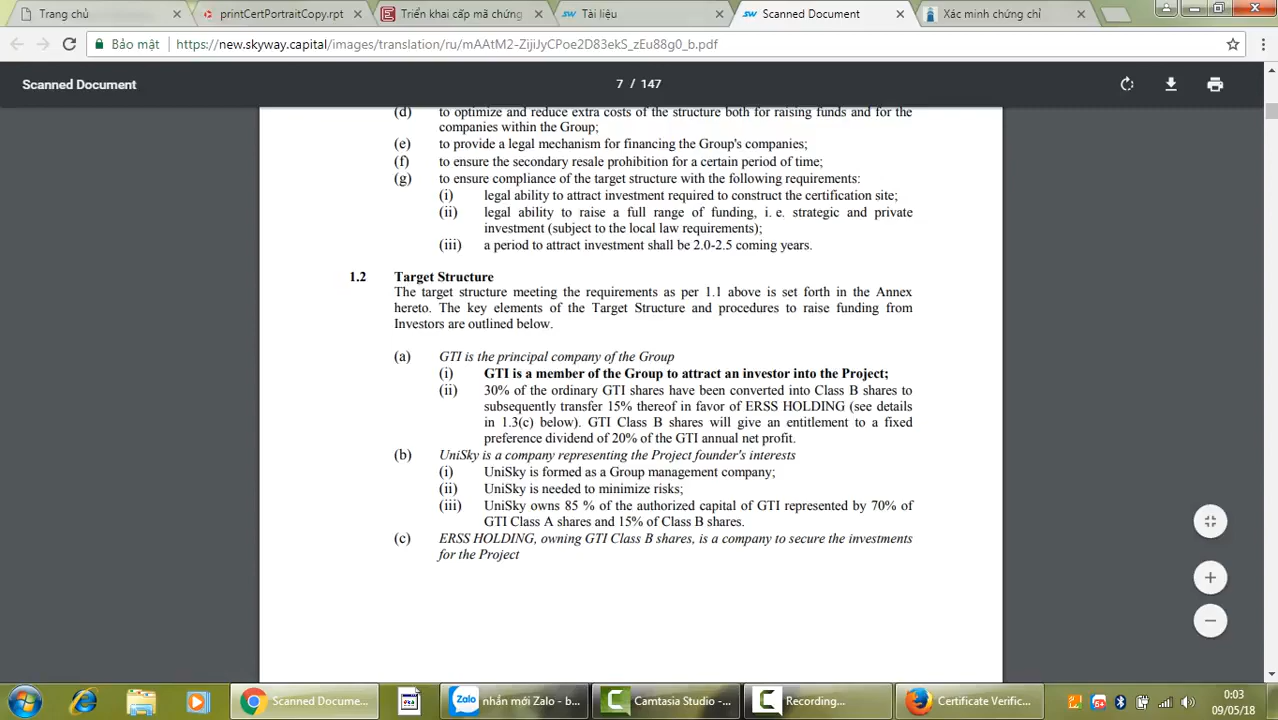 Trang chủ
printCertPortraitCopy.rpt
Triển khai cấp mã chứng
Tài liệu
Scanned Document
Xác minh chứng chỉ
Bảo mật
https://new.skyway.capital/images/translation/ru/mAAtM2-ZijiJyCPoe2D83ekS_zEu88g0_b.pdf
Scanned Document
7 / 147
(d) to optimize and reduce extra costs of the structure both for raising funds and for the
companies within the Group;
(e) to provide a legal mechanism for financing the Group's companies;
(f) to ensure the secondary resale prohibition for a certain period of time;
(g) to ensure compliance of the target structure with the following requirements:
(i) legal ability to attract investment required to construct the certification site;
(ii) legal ability to raise a full range of funding, i. e. strategic and private
investment (subject to the local law requirements);
(iii) a period to attract investment shall be 2.0-2.5 coming years.
1.2 Target Structure
The target structure meeting the requirements as per 1.1 above is set forth in the Annex
hereto. The key elements of the Target Structure and procedures to raise funding from
Investors are outlined below.
(a) GTI is the principal company of the Group
(i) GTI is a member of the Group to attract an investor into the Project;
(ii) 30% of the ordinary GTI shares have been converted into Class B shares to
subsequently transfer 15% thereof in favor of ERSS HOLDING (see details
in 1.3(c) below). GTI Class B shares will give an entitlement to a fixed
preference dividend of 20% of the GTI annual net profit.
(b) UniSky is a company representing the Project founder's interests
(i) UniSky is formed as a Group management company;
(ii) UniSky is needed to minimize risks;
(iii) UniSky owns 85 % of the authorized capital of GTI represented by 70% of
GTI Class A shares and 15% of Class B shares.
(c) ERSS HOLDING, owning GTI Class B shares, is a company to secure the investments
for the Project
Scanned Docume...
Zalo
nhắn mới Zalo - b...
Camtasia Studio -...
Recording...
Certificate Verific...
0:03
09/05/18